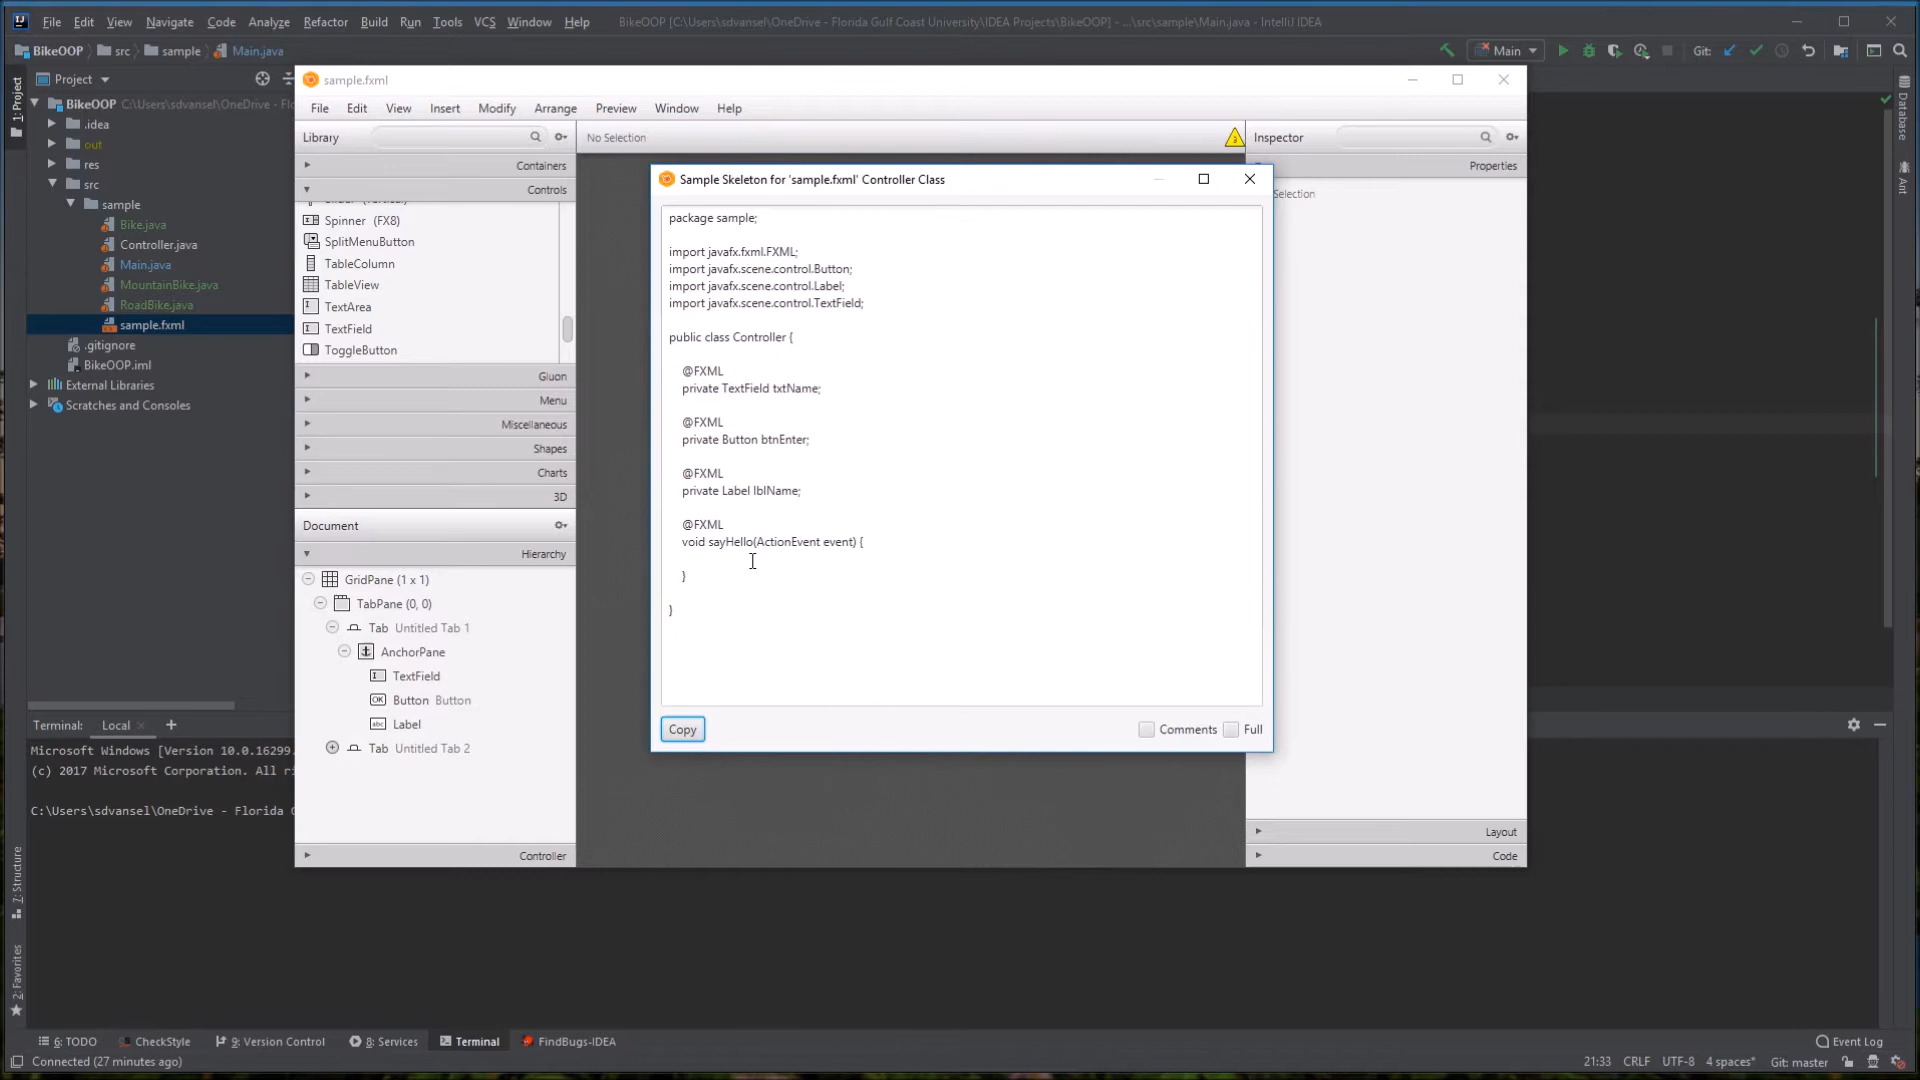 File Edit View Navigate Code Analyze Refactor Build Run Tools VCS Window Help BikeOOP [C:\Users\sdvansel\OneDrive - Florida Gulf Coast University\IDEA Projects\BikeOOP] - ...\src\sample\Main.java - IntelliJ IDEA
BikeOOP src sample Main.java Main Git:
1: Project
Project
BikeOOP C:\Users\sdvansel\OneDrive - Flo
.idea
out
res
src
sample
Bike.java
Controller.java
Main.java
MountainBike.java
RoadBike.java
sample.fxml
.gitignore
BikeOOP.iml
External Libraries
Scratches and Consoles
sample.fxml
File Edit View Insert Modify Arrange Preview Window Help
Library
Containers
Controls
Spinner (FX8)
SplitMenuButton
TableColumn
TableView
TextArea
TextField
ToggleButton
Gluon
Menu
Miscellaneous
Shapes
Charts
3D
Document
Hierarchy
GridPane (1 x 1)
TabPane (0, 0)
Tab Untitled Tab 1
AnchorPane
TextField
Button Button
Label
Tab Untitled Tab 2
Controller
No Selection
Sample Skeleton for 'sample.fxml' Controller Class
package sample;
import javafx.fxml.FXML;
import javafx.scene.control.Button;
import javafx.scene.control.Label;
import javafx.scene.control.TextField;
public class Controller {
@FXML
private TextField txtName;
@FXML
private Button btnEnter;
@FXML
private Label lblName;
@FXML
void sayHello(ActionEvent event) {
}
}
Copy
Comments Full
Inspector
Properties
Selection
Layout
Code
Database
Ant
Terminal: Local
Microsoft Windows [Version 10.0.16299.
(c) 2017 Microsoft Corporation. All ri
C:\Users\sdvansel\OneDrive - Florida
7: Structure
2: Favorites
6: TODO CheckStyle 9: Version Control 8: Services Terminal FindBugs-IDEA Event Log
Connected (27 minutes ago) 21:33 CRLF UTF-8 4 spaces* Git: master